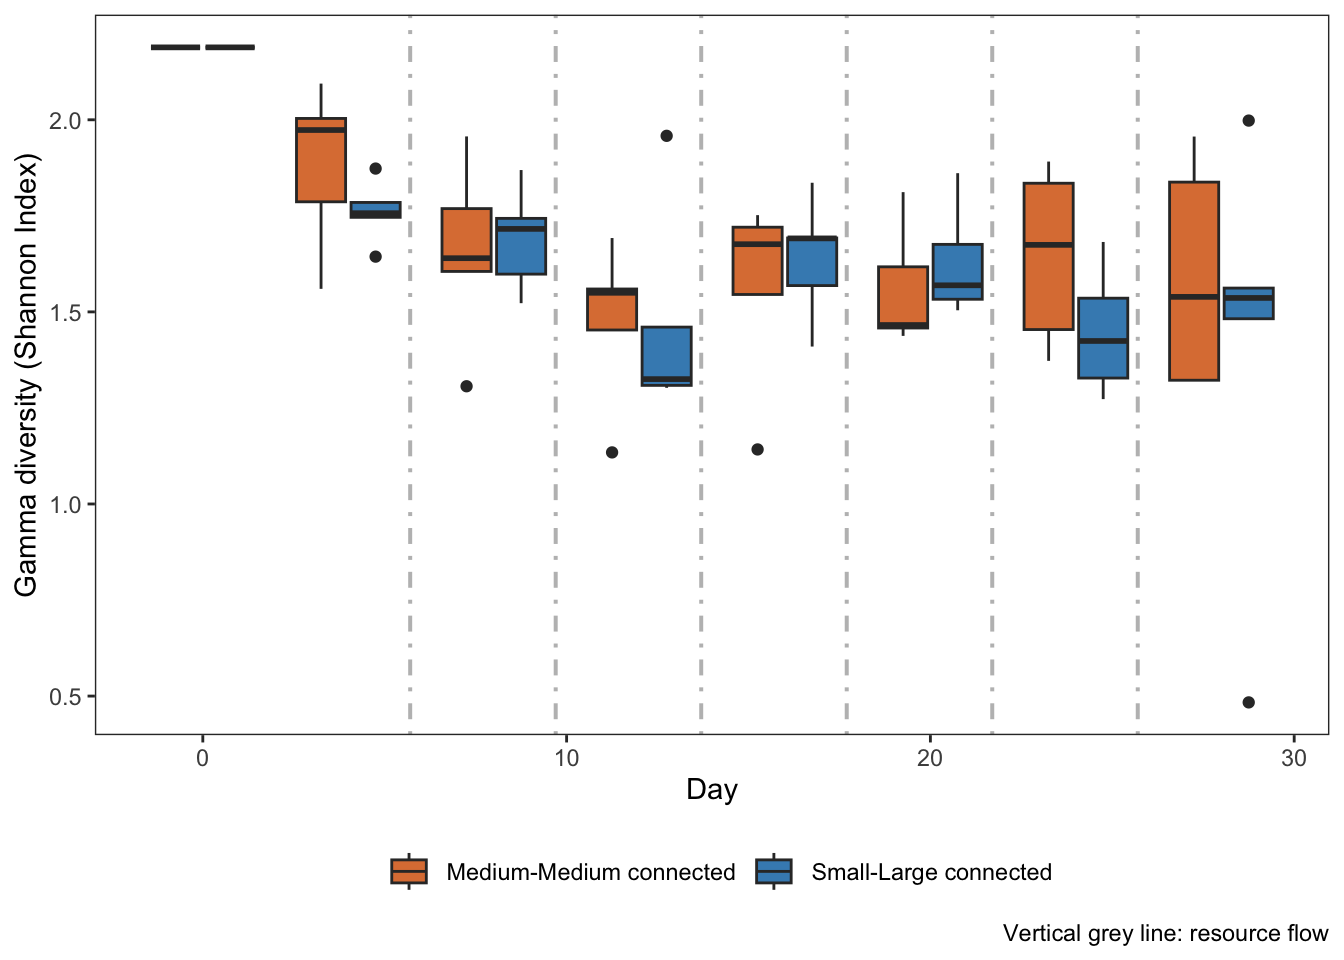 Gamma diversity (Shannon Index)
2.0
1.5
1.0
0.5
0 10 20 30
Day
Medium-Medium connected Small-Large connected
Vertical grey line: resource flow